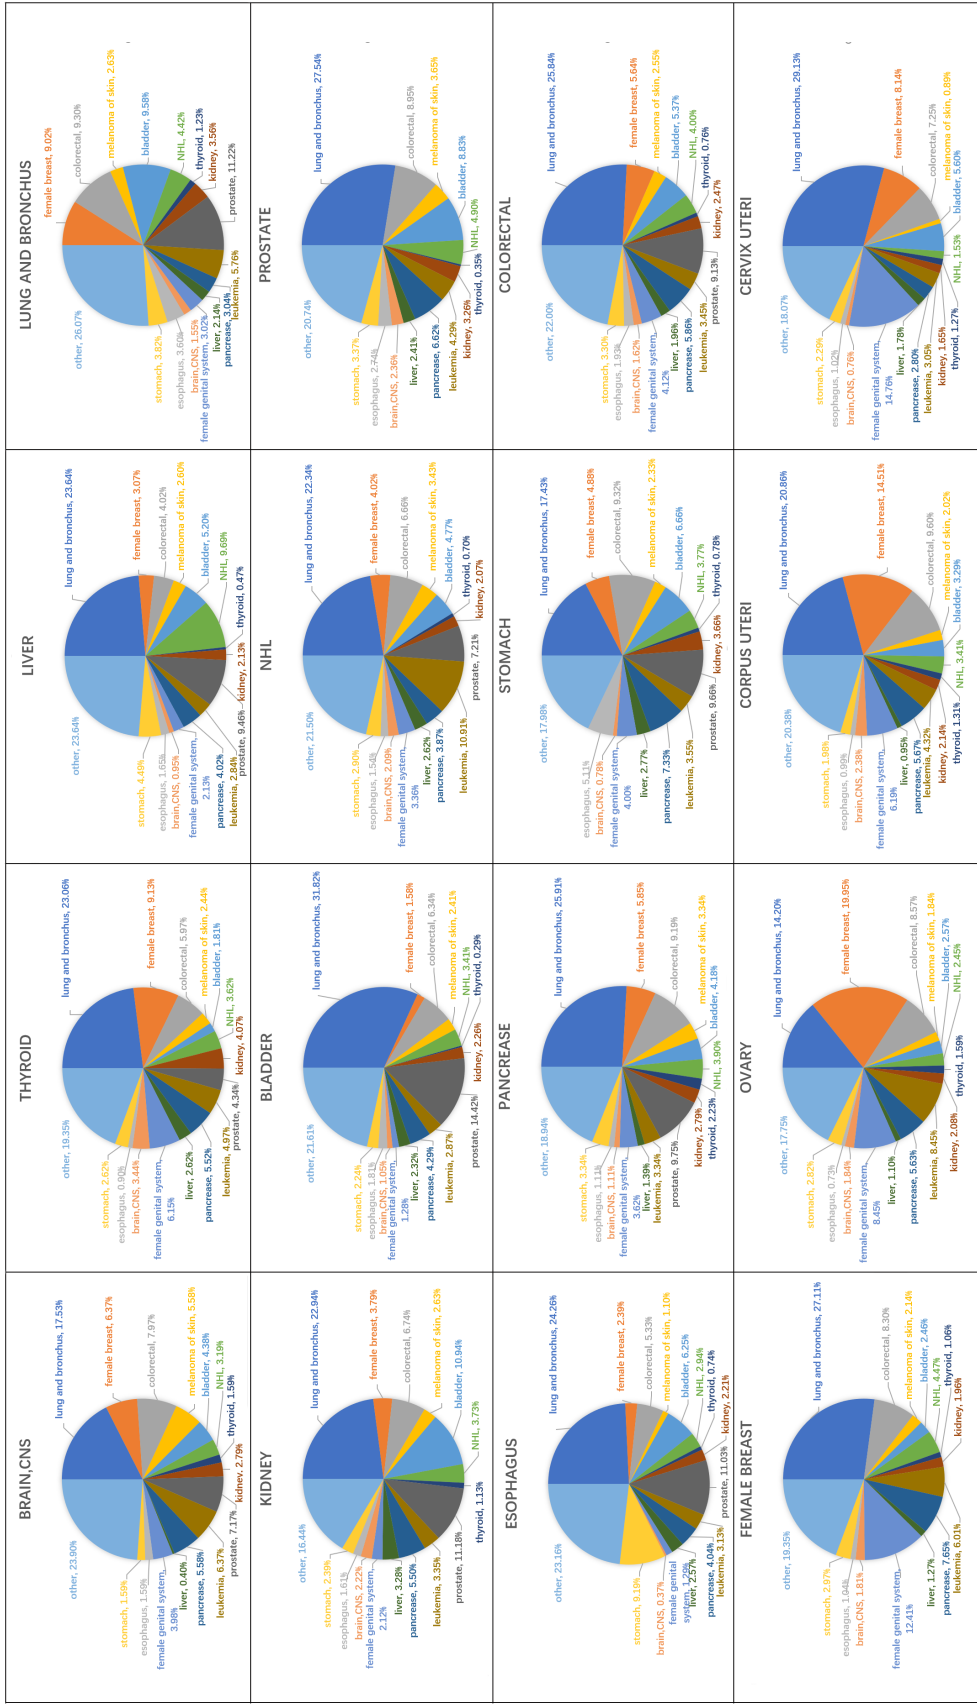 BRAIN,CNS
lung and bronchus, 17.53%
female breast, 6.37%
colorectal, 7.97%
melanoma of skin, 5.58%
bladder, 4.38%
NHL, 3.19%
thyroid, 1.59%
kidney, 2.79%
prostate, 7.17%
leukemia, 6.37%
pancrease, 5.58%
liver, 0.40%
female genital system,
3.98%
esophagus, 1.59%
stomach, 1.59%
other, 23.90%
THYROID
lung and bronchus, 23.06%
female breast, 9.13%
colorectal, 5.97%
melanoma of skin, 2.44%
bladder, 1.81%
NHL, 3.62%
kidney, 4.07%
prostate, 4.34%
leukemia, 4.97%
pancrease, 5.52%
liver, 2.62%
female genital system,
6.15%
brain,CNS, 3.44%
esophagus, 0.90%
stomach, 2.62%
other, 19.35%
LIVER
lung and bronchus, 23.64%
female breast, 3.07%
colorectal, 4.02%
melanoma of skin, 2.60%
bladder, 5.20%
NHL, 9.69%
thyroid, 0.47%
kidney, 2.13%
prostate, 9.46%
leukemia, 2.84%
pancrease, 4.02%
female genital system,
2.13%
brain,CNS, 0.95%
esophagus, 1.65%
stomach, 4.49%
other, 23.64%
LUNG AND BRONCHUS
female breast, 9.02%
colorectal, 9.30%
melanoma of skin, 2.63%
bladder, 9.58%
NHL, 4.42%
thyroid, 1.23%
kidney, 3.56%
prostate, 11.22%
leukemia, 5.76%
pancrease, 3.04%
liver, 2.14%
female genital system, 3.02%
brain,CNS, 1.55%
esophagus, 3.60%
stomach, 3.82%
other, 26.07%
KIDNEY
lung and bronchus, 22.94%
female breast, 3.79%
colorectal, 6.74%
melanoma of skin, 2.63%
bladder, 10.94%
NHL, 3.73%
thyroid, 1.13%
prostate, 11.18%
leukemia, 3.35%
pancrease, 5.50%
liver, 3.28%
female genital system,
2.12%
brain,CNS, 2.22%
esophagus, 1.61%
stomach, 2.39%
other, 16.44%
BLADDER
lung and bronchus, 31.82%
female breast, 1.58%
colorectal, 6.34%
melanoma of skin, 2.41%
NHL, 3.41%
thyroid, 0.29%
kidney, 2.26%
prostate, 14.42%
leukemia, 2.87%
pancrease, 4.29%
liver, 2.32%
female genital system,
1.28%
brain,CNS, 1.05%
esophagus, 1.81%
stomach, 2.24%
other, 21.61%
NHL
lung and bronchus, 22.34%
female breast, 4.02%
colorectal, 6.66%
melanoma of skin, 3.43%
bladder, 4.77%
thyroid, 0.70%
kidney, 2.07%
prostate, 7.21%
leukemia, 10.91%
pancrease, 3.87%
liver, 2.62%
female genital system,
3.36%
brain,CNS, 2.09%
esophagus, 1.54%
stomach, 2.90%
other, 21.50%
PROSTATE
lung and bronchus, 27.54%
colorectal, 8.95%
melanoma of skin, 3.65%
bladder, 8.83%
NHL, 4.90%
thyroid, 0.35%
kidney, 3.26%
leukemia, 4.29%
pancrease, 6.62%
liver, 2.41%
brain,CNS, 2.36%
esophagus, 2.74%
stomach, 3.37%
other, 20.74%
ESOPHAGUS
lung and bronchus, 24.26%
female breast, 2.39%
colorectal, 5.33%
melanoma of skin, 1.10%
bladder, 6.25%
NHL, 2.94%
thyroid, 0.74%
kidney, 2.21%
prostate, 11.03%
leukemia, 3.13%
pancrease, 4.04%
liver, 2.57%
female genital
system, 1.29%
brain,CNS, 0.37%
stomach, 9.19%
other, 23.16%
PANCREASE
lung and bronchus, 25.91%
female breast, 5.85%
colorectal, 9.19%
melanoma of skin, 3.34%
bladder, 4.18%
NHL, 3.90%
thyroid, 2.23%
kidney, 2.79%
prostate, 9.75%
leukemia, 3.34%
liver, 1.39%
female genital system,
3.62%
brain,CNS, 1.11%
esophagus, 1.11%
stomach, 3.34%
other, 18.94%
STOMACH
lung and bronchus, 17.43%
female breast, 4.88%
colorectal, 9.32%
melanoma of skin, 2.33%
bladder, 6.66%
NHL, 3.77%
thyroid, 0.78%
kidney, 3.66%
prostate, 9.66%
leukemia, 3.55%
pancrease, 7.33%
liver, 2.77%
female genital system,
4.00%
brain,CNS, 0.78%
esophagus, 5.11%
other, 17.98%
COLORECTAL
lung and bronchus, 25.84%
female breast, 5.64%
melanoma of skin, 2.55%
bladder, 5.37%
NHL, 4.00%
thyroid, 0.76%
kidney, 2.47%
prostate, 9.13%
leukemia, 3.45%
pancrease, 5.86%
liver, 1.96%
female genital system,
4.12%
brain,CNS, 1.62%
esophagus, 1.93%
stomach, 3.30%
other, 22.00%
FEMALE BREAST
lung and bronchus, 27.11%
colorectal, 8.30%
melanoma of skin, 2.14%
bladder, 2.46%
NHL, 4.47%
thyroid, 1.06%
kidney, 1.96%
leukemia, 6.01%
pancrease, 7.65%
liver, 1.27%
female genital system,
12.41%
brain,CNS, 1.81%
esophagus, 1.04%
stomach, 2.97%
other, 19.35%
OVARY
lung and bronchus, 14.20%
female breast, 19.95%
colorectal, 8.57%
melanoma of skin, 1.84%
bladder, 2.57%
NHL, 2.45%
thyroid, 1.59%
kidney, 2.08%
leukemia, 8.45%
pancrease, 5.63%
liver, 1.10%
female genital system,
8.45%
brain,CNS, 1.84%
esophagus, 0.73%
stomach, 2.82%
other, 17.75%
CORPUS UTERI
lung and bronchus, 20.86%
female breast, 14.51%
colorectal, 9.60%
melanoma of skin, 2.02%
bladder, 3.29%
NHL, 3.41%
thyroid, 1.31%
kidney, 2.14%
leukemia, 4.32%
pancrease, 5.67%
liver, 0.95%
female genital system,
6.19%
brain,CNS, 2.38%
esophagus, 0.99%
stomach, 1.98%
other, 20.38%
CERVIX UTERI
lung and bronchus, 29.13%
female breast, 8.14%
colorectal, 7.25%
melanoma of skin, 0.89%
bladder, 5.60%
NHL, 1.53%
thyroid, 1.27%
kidney, 1.65%
leukemia, 3.05%
pancrease, 2.80%
liver, 1.78%
female genital system,
14.76%
brain,CNS, 0.76%
esophagus, 1.02%
stomach, 2.29%
other, 18.07%